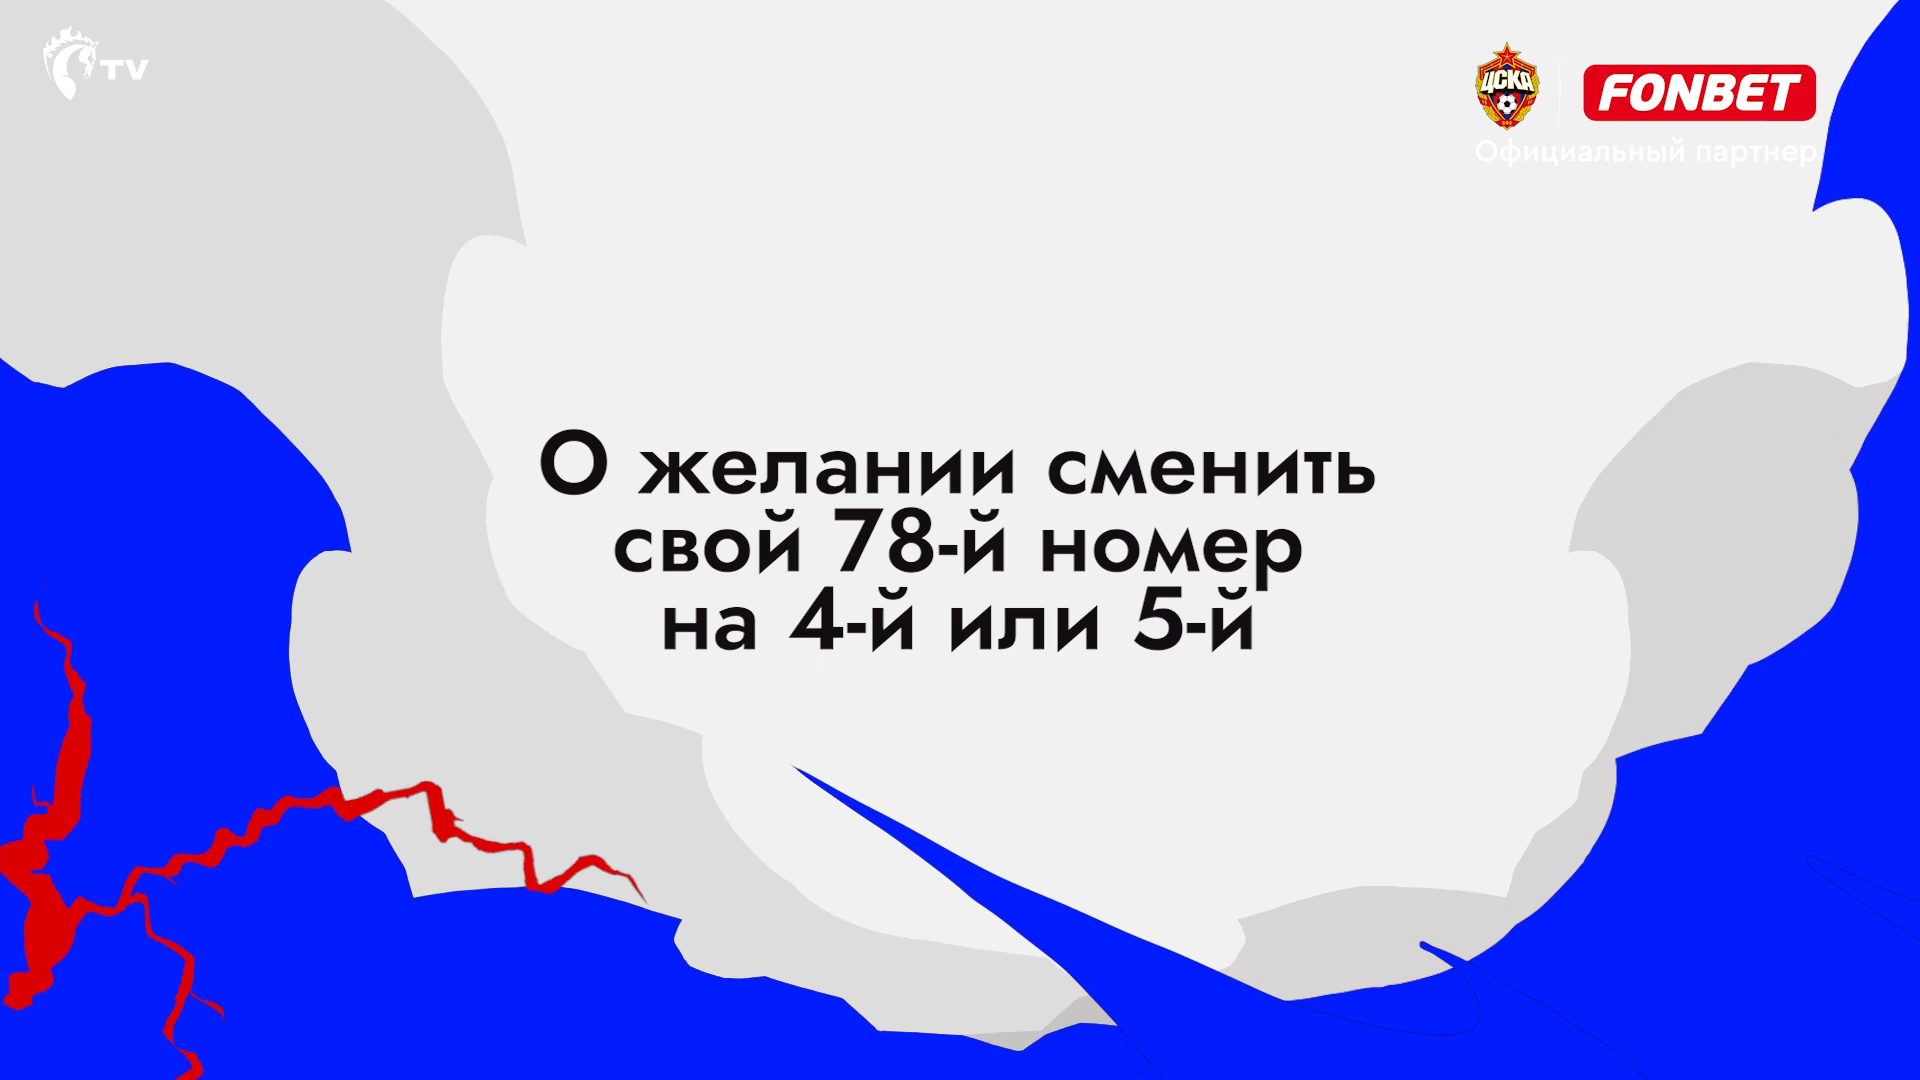 TV
ЦСКА
FONBET
Официальный партнер
О желании сменить
свой 78-й номер
на 4-й или 5-й